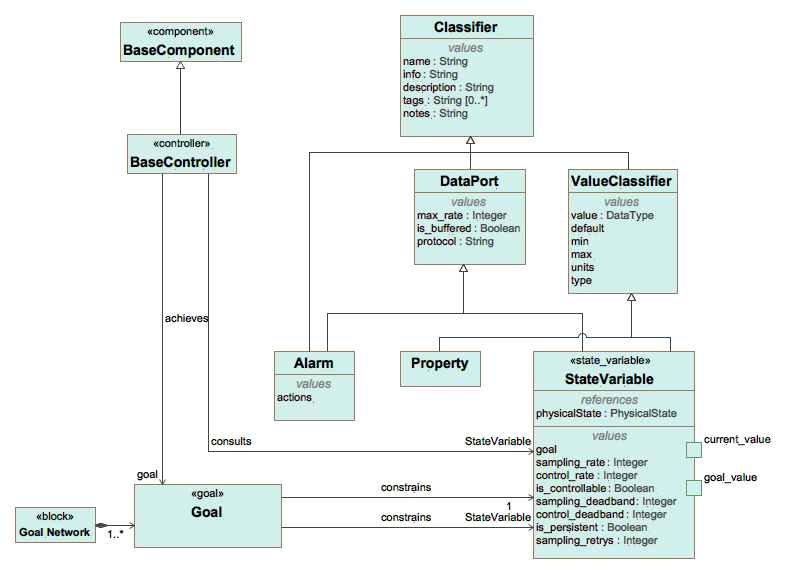 «component»
BaseComponent
«controller»
BaseController
Classifier
values
name : String
info : String
description : String
tags : String [0..*]
notes : String
DataPort
values
max_rate : Integer
is_buffered : Boolean
protocol : String
ValueClassifier
values
value : DataType
default
min
max
units
type
achieves
Alarm
values
actions
Property
«state_variable»
StateVariable
references
physicalState : PhysicalState
values
goal
sampling_rate : Integer
control_rate : Integer
is_controllable : Boolean
sampling_deadband : Integer
control_deadband : Integer
is_persistent : Boolean
sampling_retrys : Integer
current_value
goal_value
consults
StateVariable
goal
«goal»
Goal
constrains
1
constrains
StateVariable
«block»
Goal Network
1..*